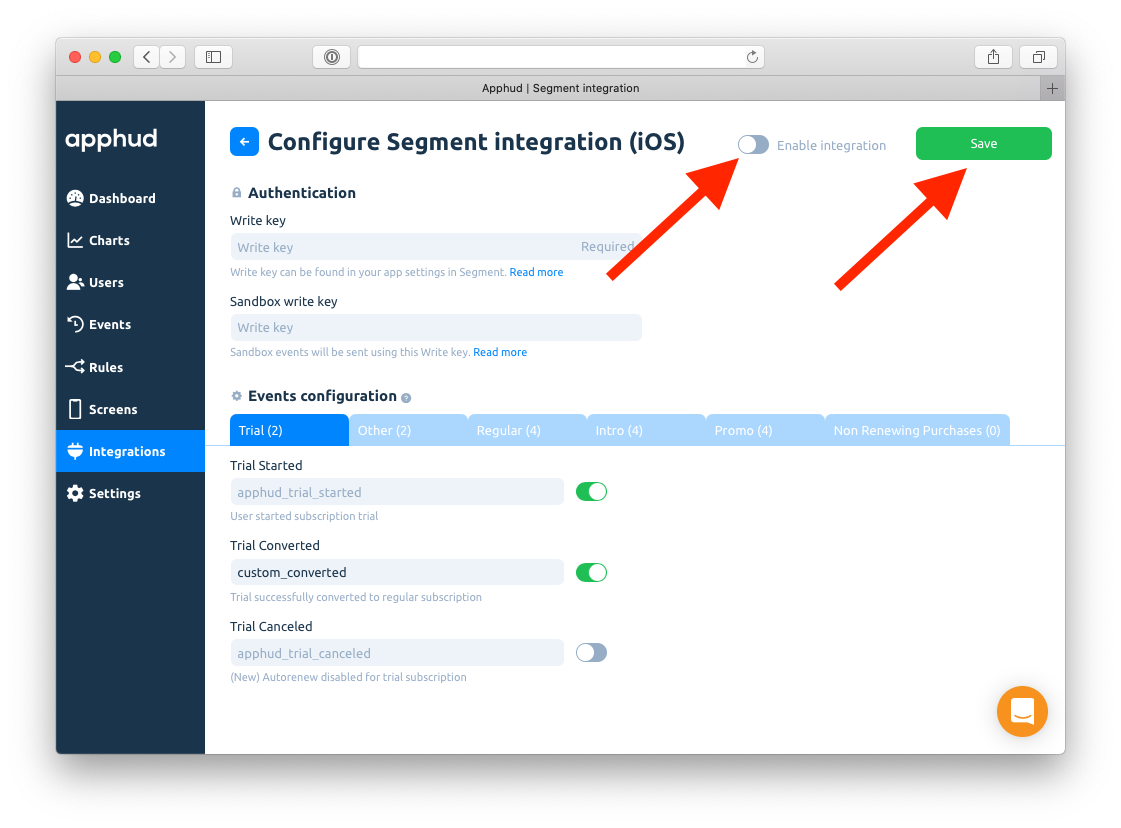 Apphud | Segment integration
apphud
Configure Segment integration (iOS)
Enable integration
Save
Dashboard
Charts
Users
Events
Rules
Screens
Integrations
Settings
Authentication
Write key
Write key Required
Write key can be found in your app settings in Segment. Read more
Sandbox write key
Write key
Sandbox events will be sent using this Write key. Read more
Events configuration ?
Trial (2) Other (2) Regular (4) Intro (4) Promo (4) Non Renewing Purchases (0)
Trial Started
apphud_trial_started
User started subscription trial
Trial Converted
custom_converted
Trial successfully converted to regular subscription
Trial Canceled
apphud_trial_canceled
(New) Autorenew disabled for trial subscription